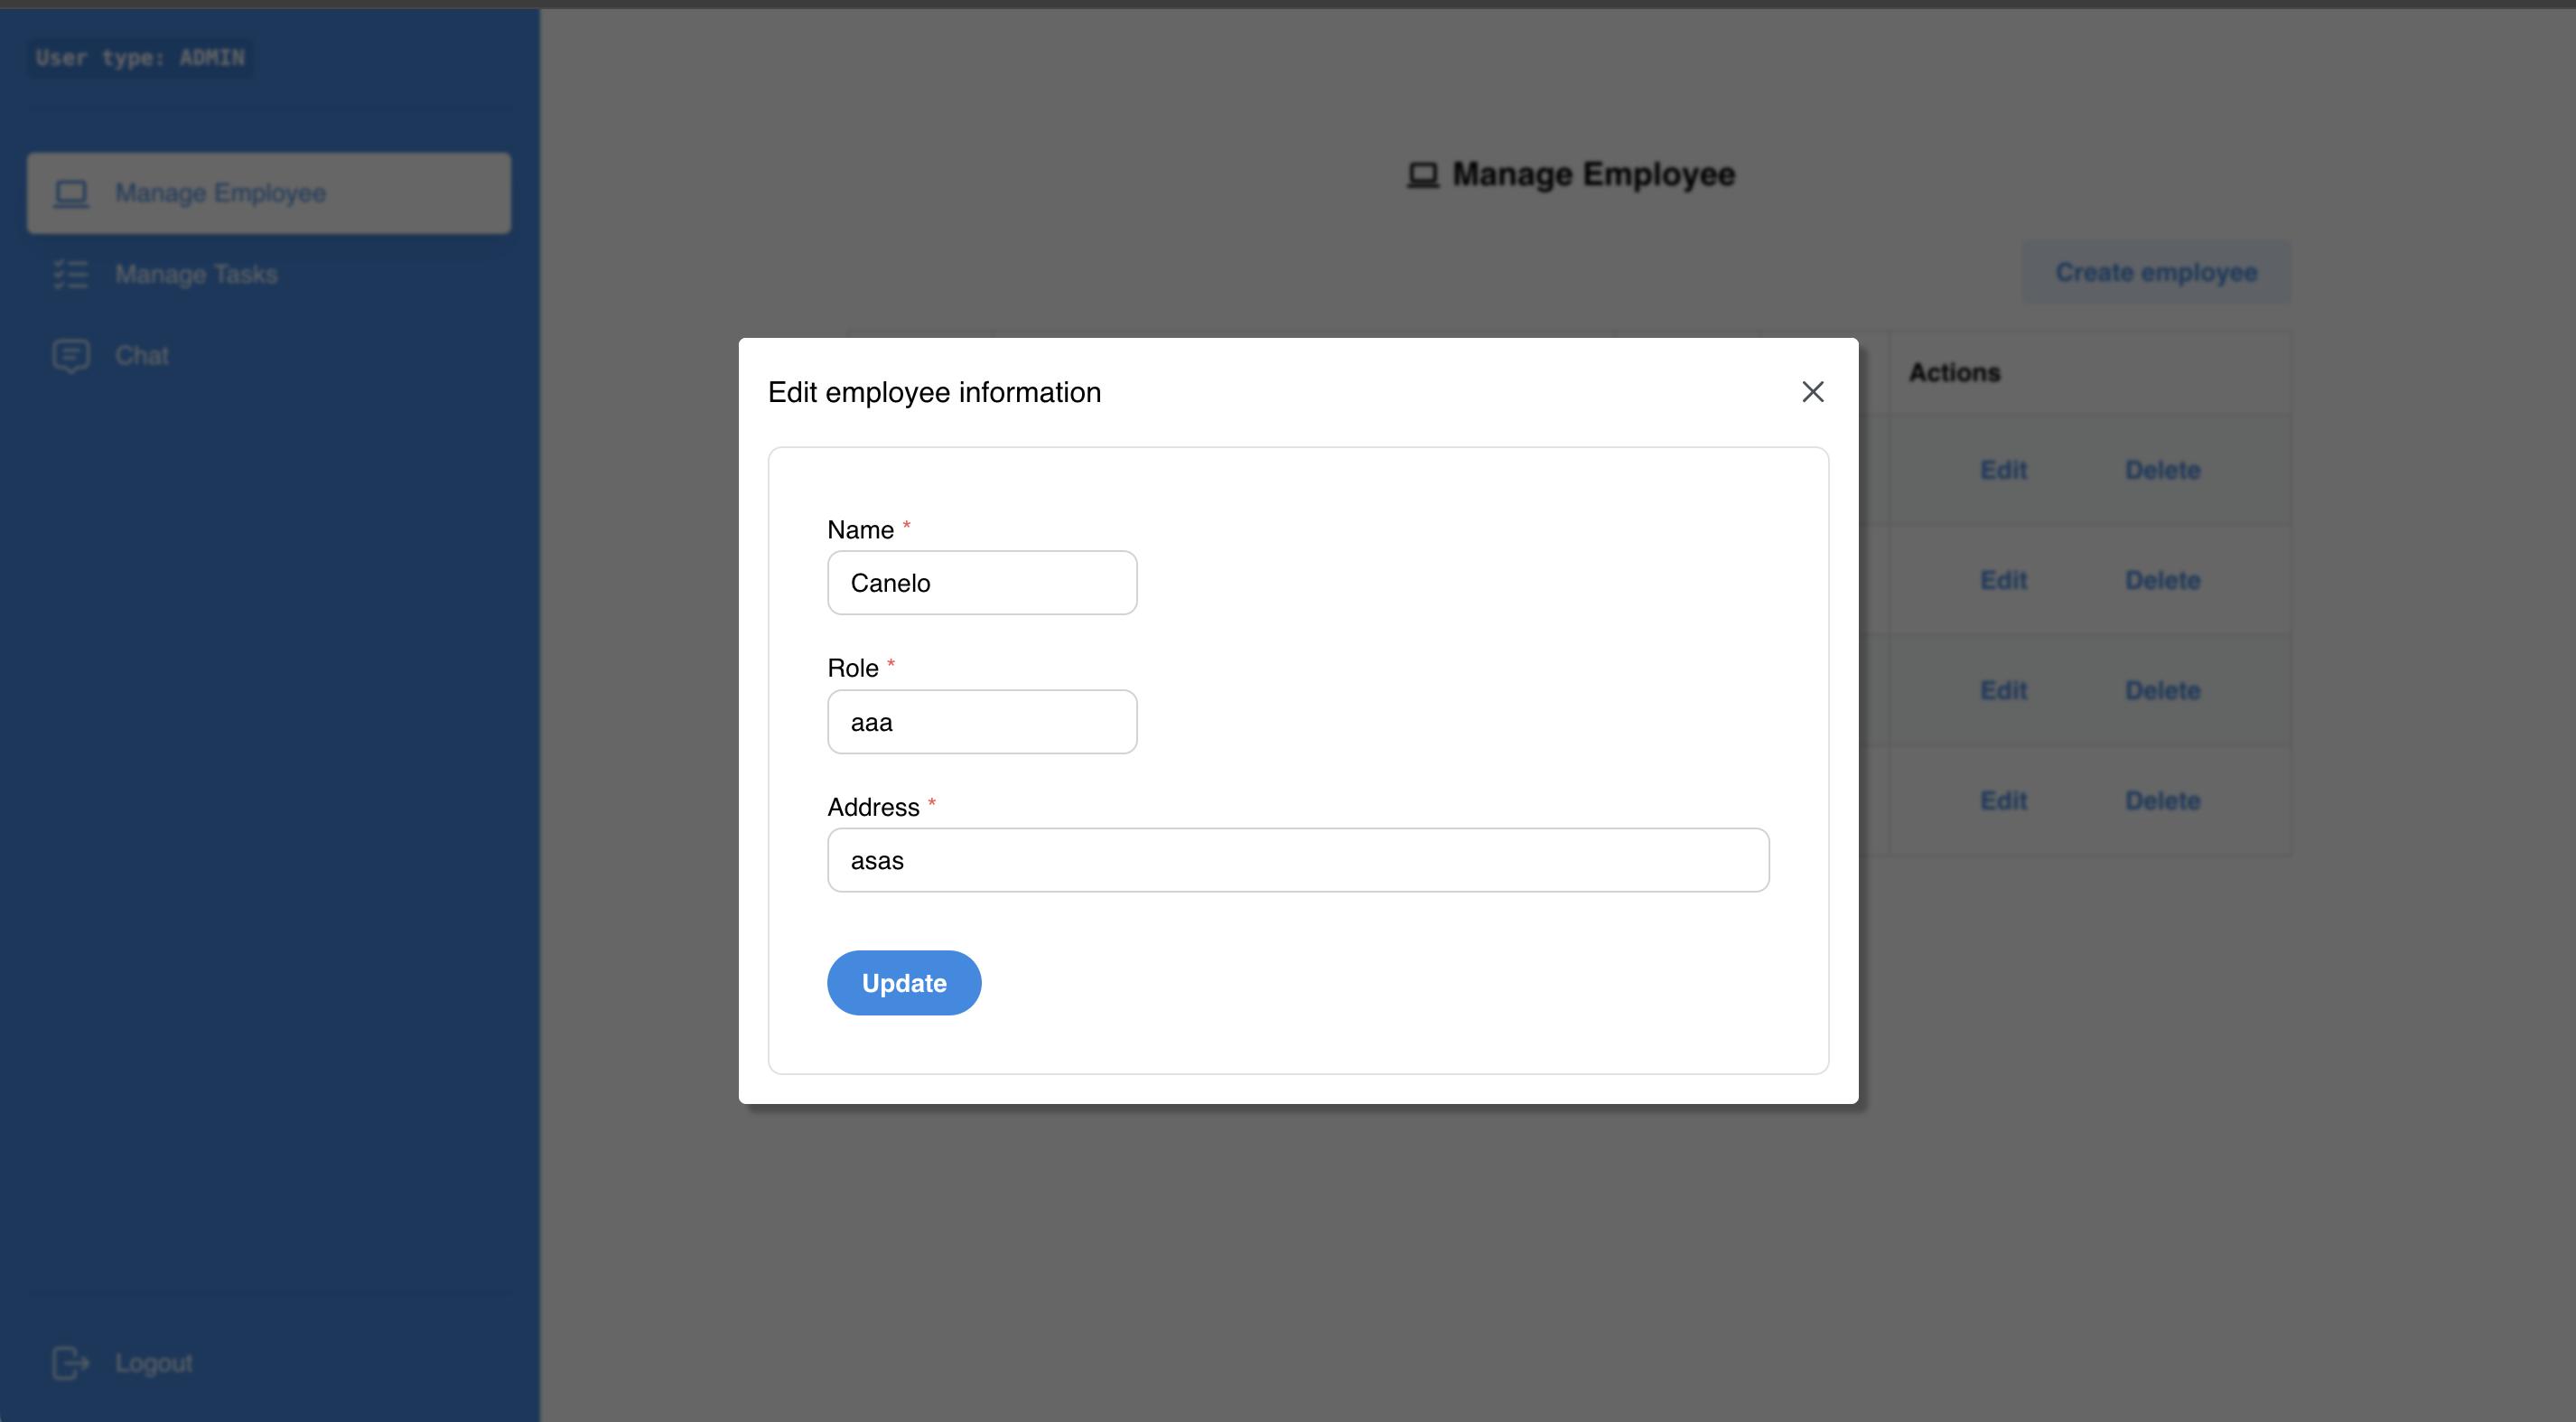 User type: ADMIN
Manage Employee
Manage Tasks
Chat
Logout
Manage Employee
Create employee
Actions
Edit Delete
Edit Delete
Edit Delete
Edit Delete
Edit employee information
Name *
Canelo
Role *
aaa
Address *
asas
Update